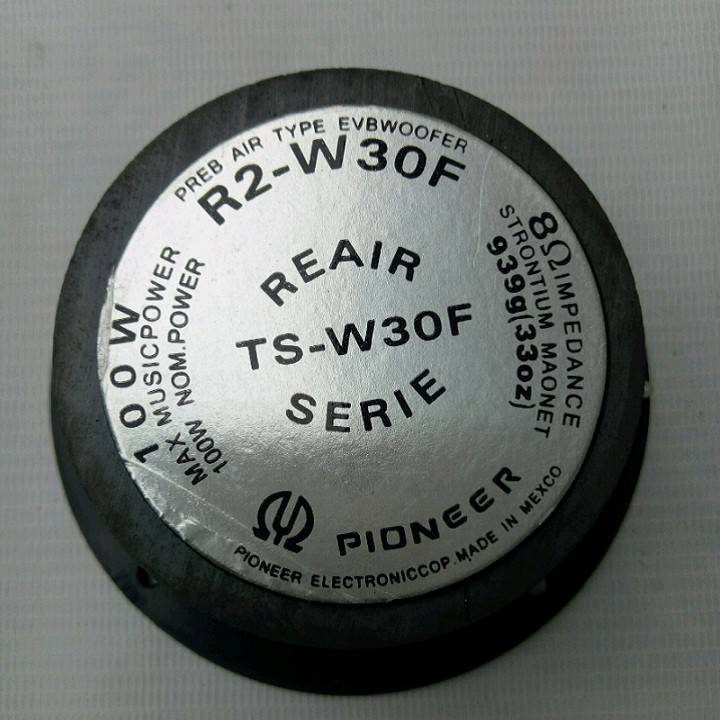 PREB AIR TYPE EVBWOOFER
R2-W30F
REAIR
TS-W30F
SERIE
100W
MAX MUSICPOWER
100W NOM.POWER
8Ω IMPEDANCE
STRONTIUM MAONET
939g(33oz)
PIONEER
PIONEER ELECTRONICCOP.MADE IN MEXCO